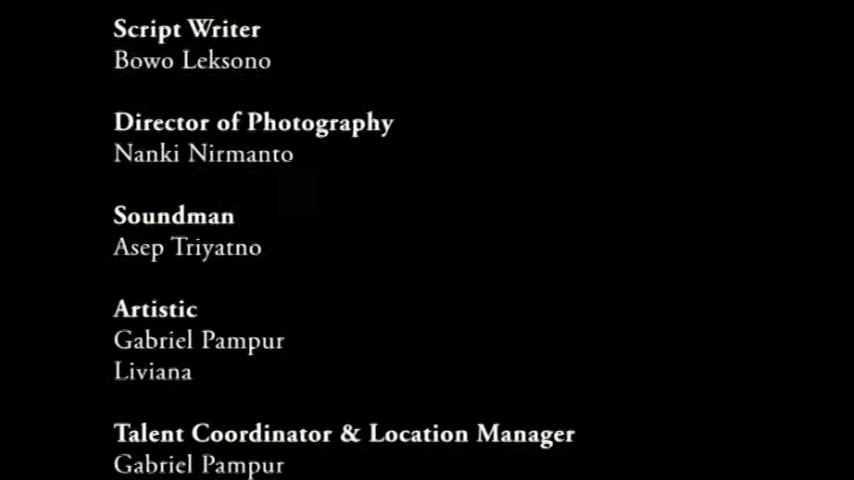 Script Writer
Bowo Leksono
Director of Photography
Nanki Nirmanto
Soundman
Asep Triyatno
Artistic
Gabriel Pampur
Liviana
Talent Coordinator & Location Manager
Gabriel Pampur